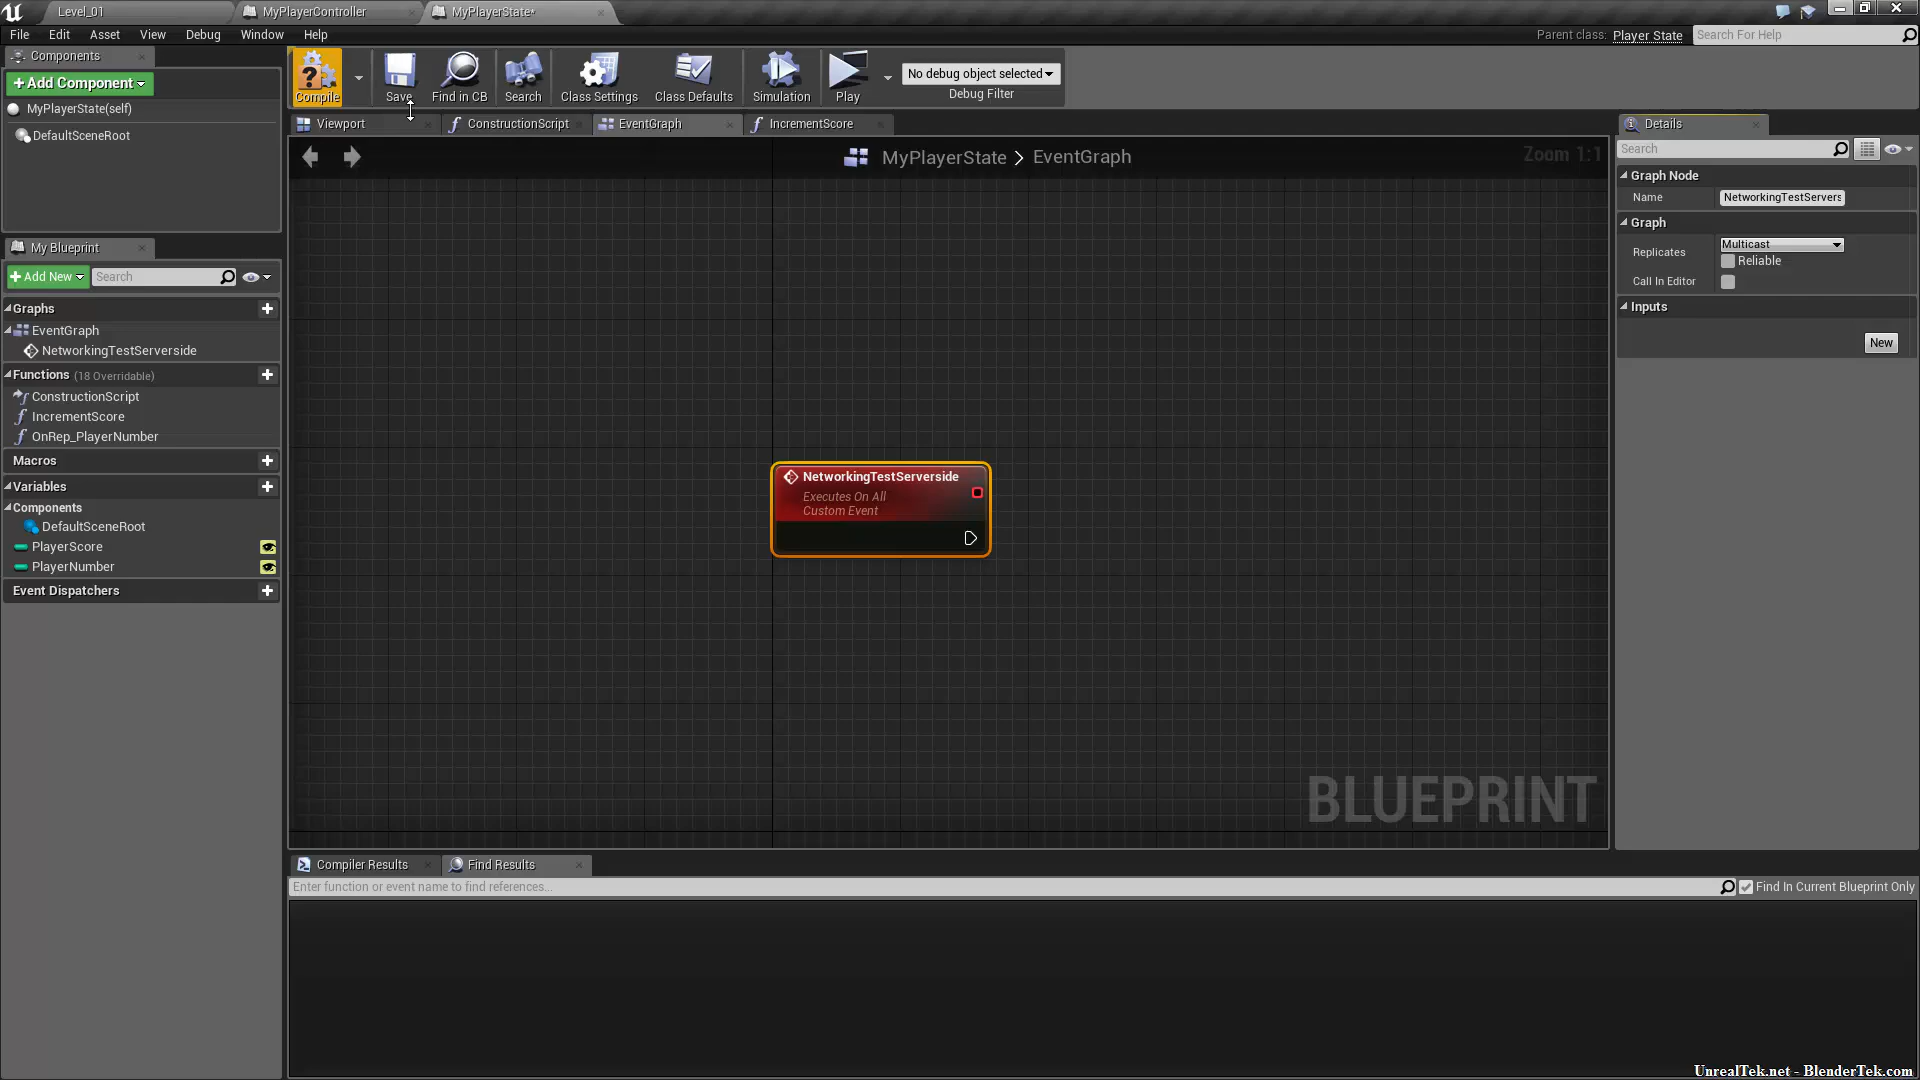 Level_01
MyPlayerController
MyPlayerState*
File Edit Asset View Debug Window Help
Parent class: Player State
Search For Help
Components
+ Add Component
MyPlayerState(self)
DefaultSceneRoot
Compile
Save
Find in CB
Search
Class Settings
Class Defaults
Simulation
Play
No debug object selected
Debug Filter
Viewport
ConstructionScript
EventGraph
IncrementScore
MyPlayerState > EventGraph
Zoom 1:1
My Blueprint
+ Add New
Search
Graphs
EventGraph
NetworkingTestServerside
Functions (18 Overridable)
ConstructionScript
IncrementScore
OnRep_PlayerNumber
Macros
Variables
Components
DefaultSceneRoot
PlayerScore
PlayerNumber
Event Dispatchers
NetworkingTestServerside
Executes On All
Custom Event
BLUEPRINT
Details
Search
Graph Node
Name NetworkingTestServers
Graph
Replicates Multicast
Reliable
Call In Editor
Inputs
New
Compiler Results
Find Results
Enter function or event name to find references...
Find In Current Blueprint Only
UnrealTek.net - BlenderTek.com